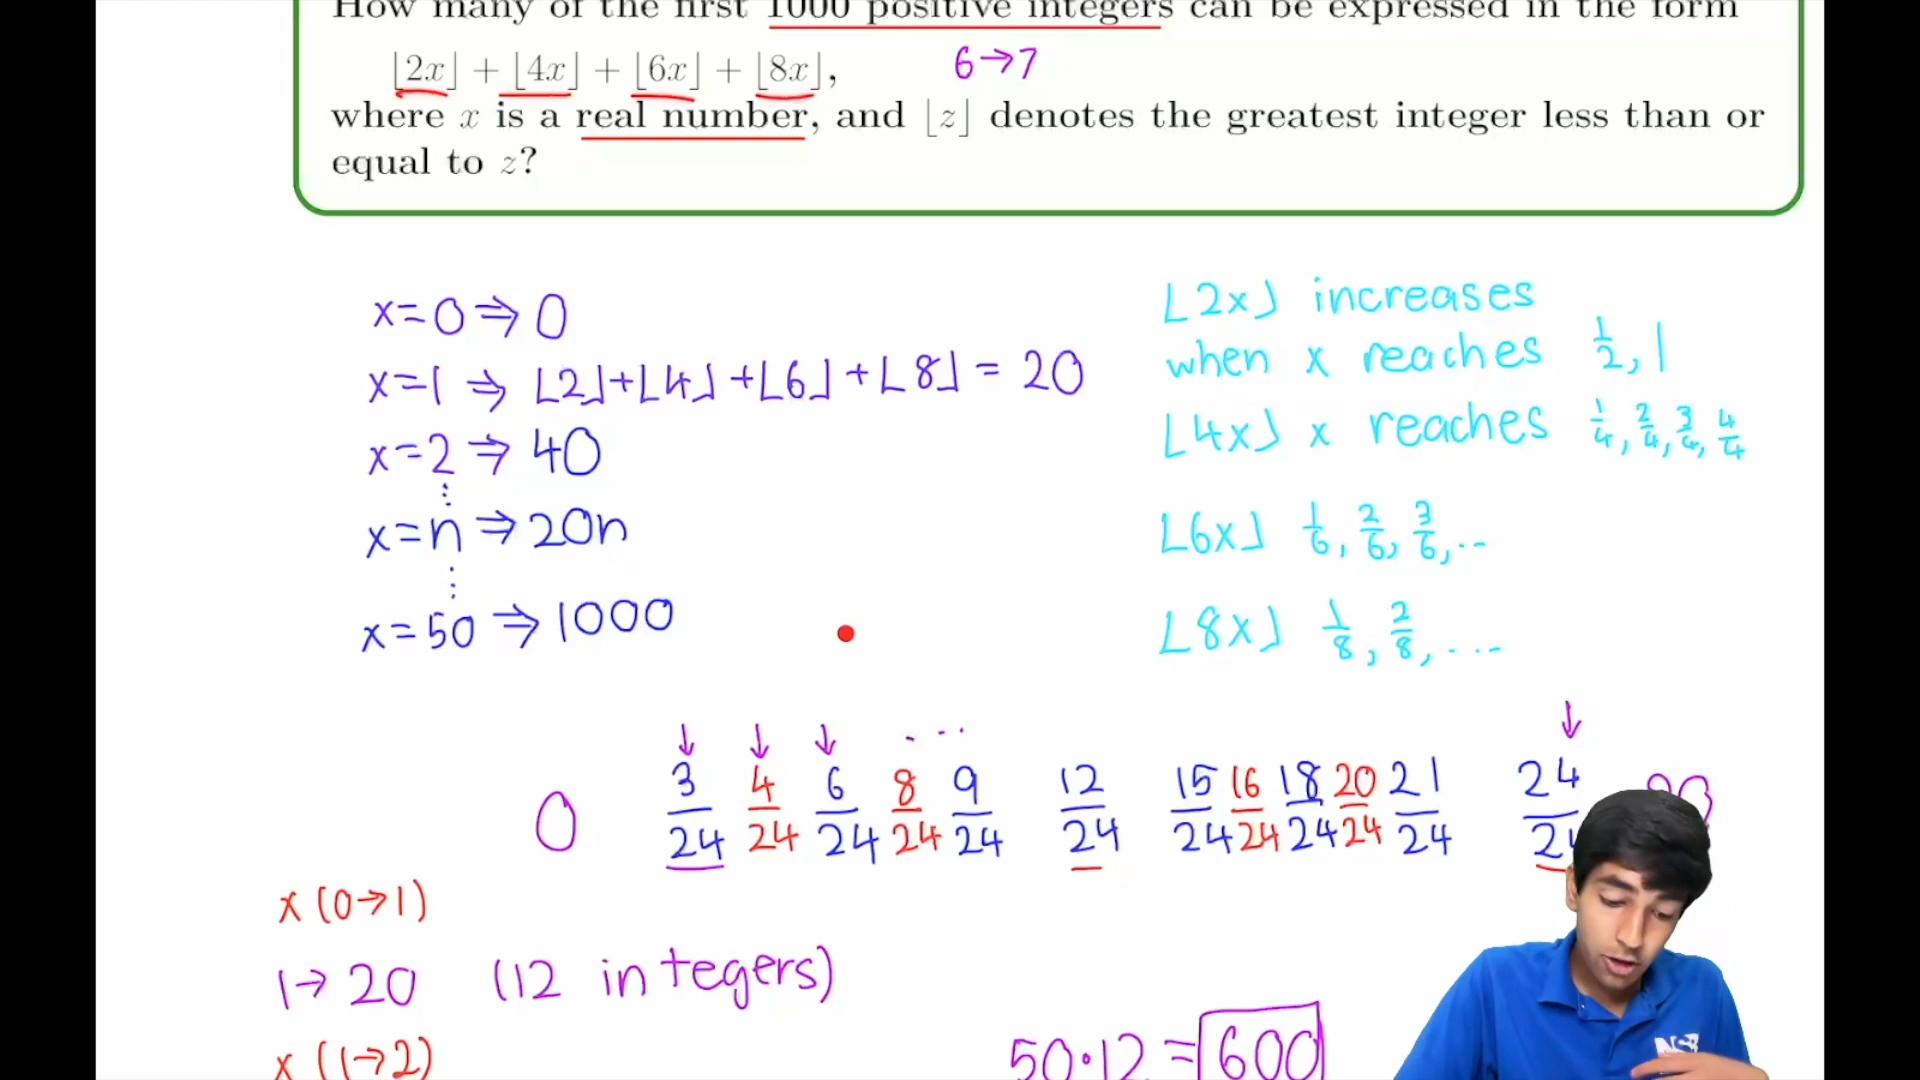 How many of the first 1000 positive integers can be expressed in the form
⌊2x⌋ + ⌊4x⌋ + ⌊6x⌋ + ⌊8x⌋, 6→7
where x is a real number, and ⌊z⌋ denotes the greatest integer less than or
equal to z?
x=0 ⇒ 0
x=1 ⇒ ⌊2⌋+⌊4⌋+⌊6⌋+⌊8⌋ = 20
x=2 ⇒ 40
⋮
x=n ⇒ 20n
⋮
x=50 ⇒ 1000
⌊2x⌋ increases
when x reaches 1/2, 1
⌊4x⌋ x reaches 1/4, 2/4, 3/4, 4/4
⌊6x⌋ 1/6, 2/6, 3/6, ..
⌊8x⌋ 1/8, 2/8, ....
↓ ↓ ↓ ... ↓
0 3/24 4/24 6/24 8/24 9/24 12/24 15/24 16/24 18/24 20/24 21/24 24/
x (0→1)
1→20 (12 integers)
x (1→2)
50·12 = 600